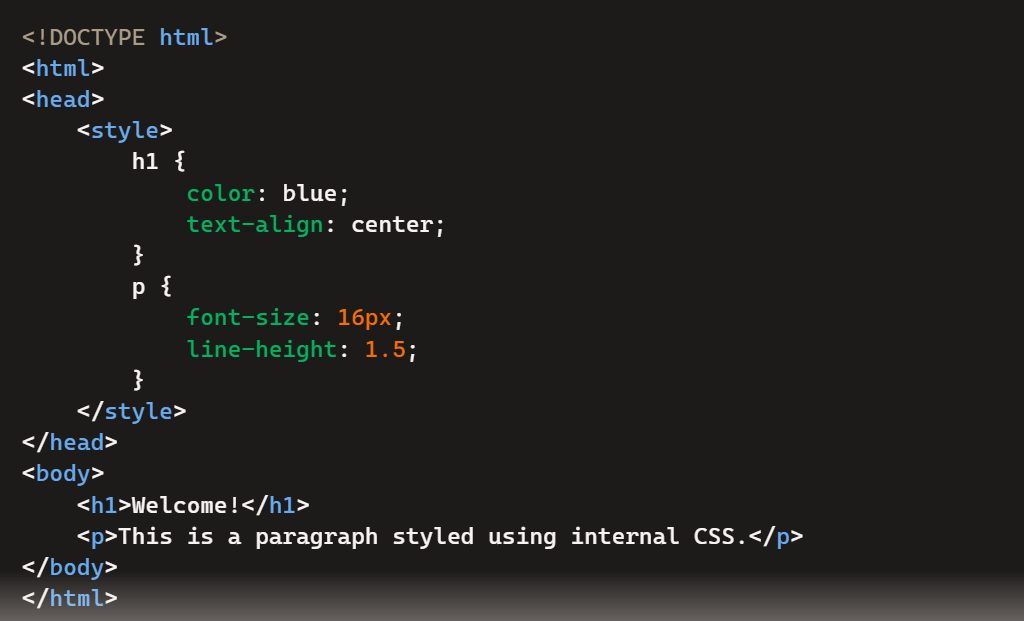 <!DOCTYPE html>
<html>
<head>
    <style>
        h1 {
            color: blue;
            text-align: center;
        }
        p {
            font-size: 16px;
            line-height: 1.5;
        }
    </style>
</head>
<body>
    <h1>Welcome!</h1>
    <p>This is a paragraph styled using internal CSS.</p>
</body>
</html>